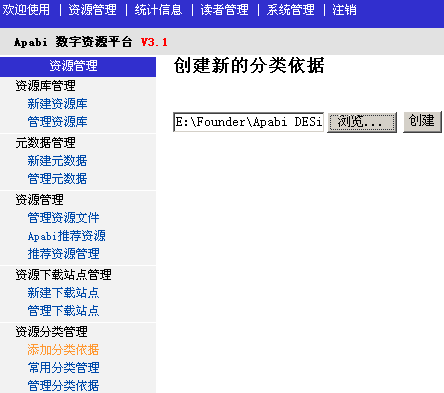 欢迎使用 | 资源管理 | 统计信息 | 读者管理 | 系统管理 | 注销
Apabi 数字资源平台 V3.1
资源管理
资源库管理
新建资源库
管理资源库
元数据管理
新建元数据
管理元数据
资源管理
管理资源文件
Apabi推荐资源
推荐资源管理
资源下载站点管理
新建下载站点
管理下载站点
资源分类管理
添加分类依据
常用分类管理
管理分类依据
创建新的分类依据
E:\Founder\Apabi DESi 浏览... 创建